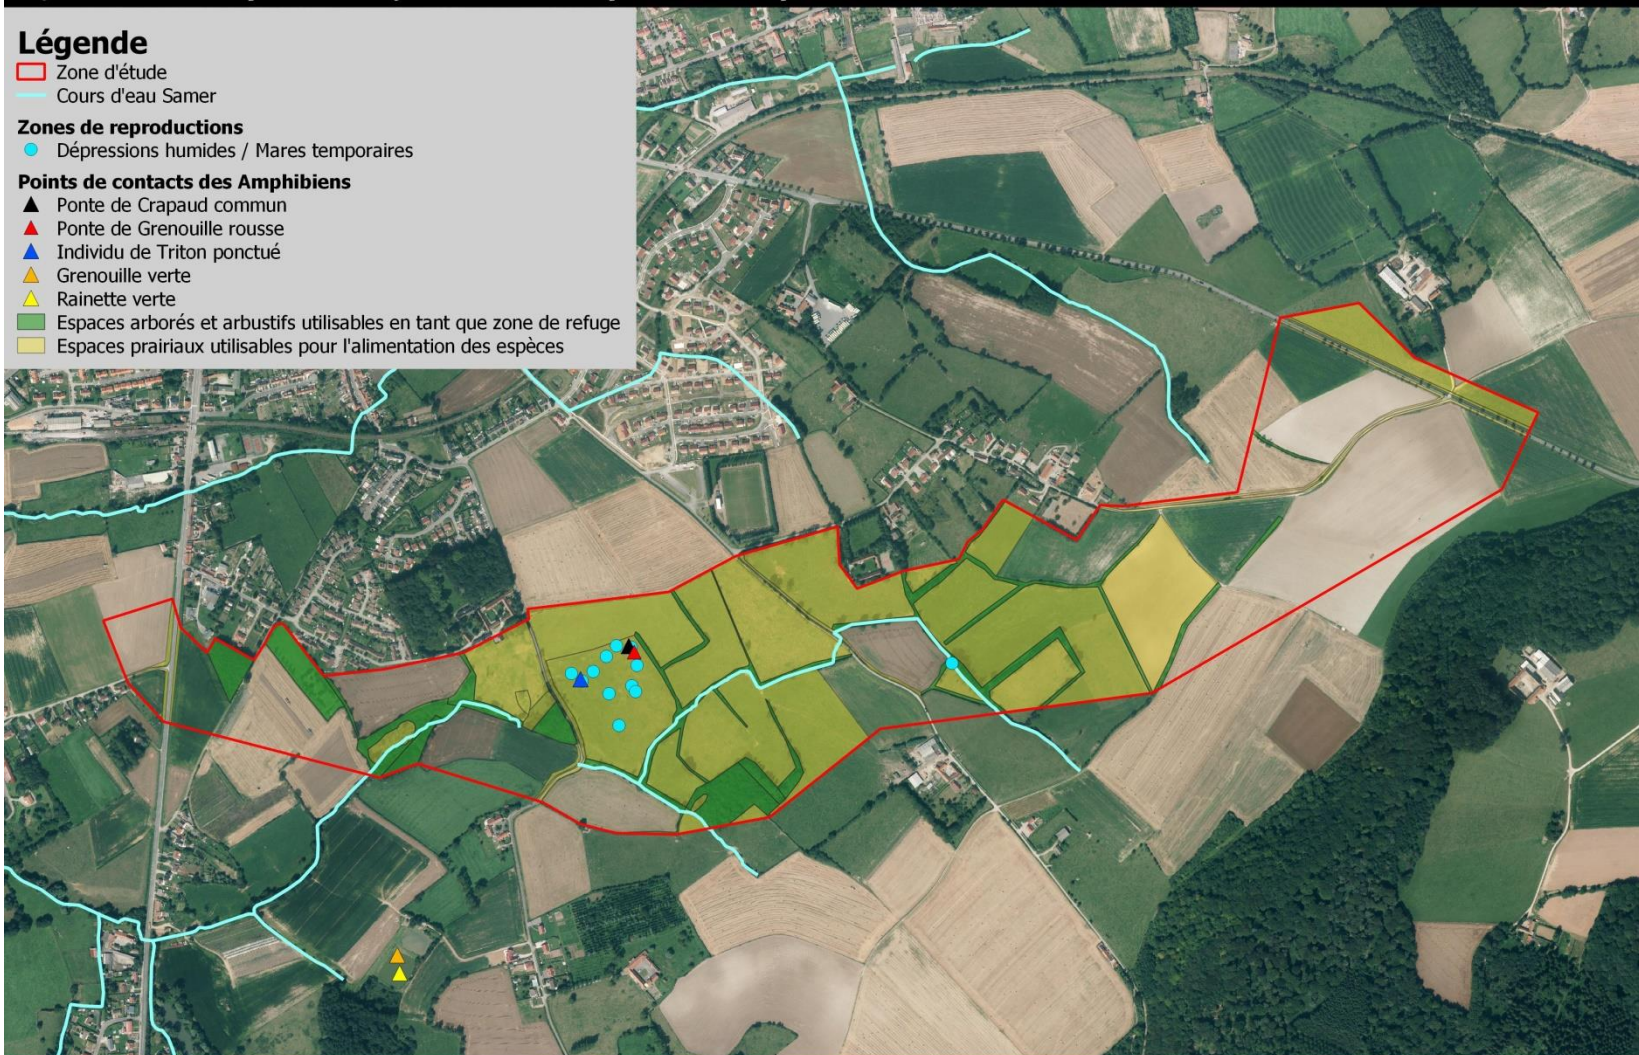 Légende
Zone d'étude
Cours d'eau Samer
Zones de reproductions
Dépressions humides / Mares temporaires
Points de contacts des Amphibiens
Ponte de Crapaud commun
Ponte de Grenouille rousse
Individu de Triton ponctué
Grenouille verte
Rainette verte
Espaces arborés et arbustifs utilisables en tant que zone de refuge
Espaces prairiaux utilisables pour l'alimentation des espèces